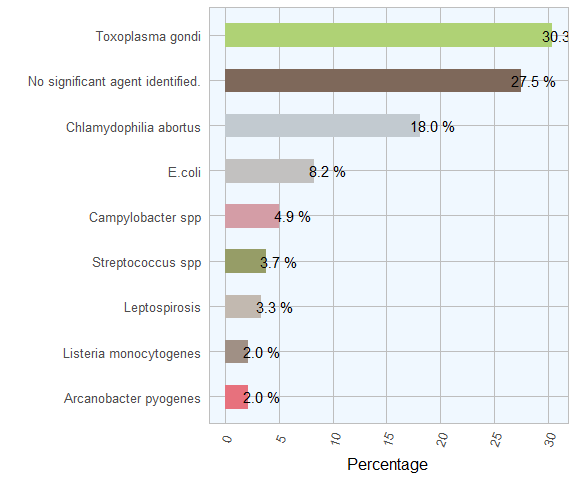 Toxoplasma gondi
30.3
No significant agent identified.
27.5 %
Chlamydophilia abortus
18.0 %
E.coli
8.2 %
Campylobacter spp
4.9 %
Streptococcus spp
3.7 %
Leptospirosis
3.3 %
Listeria monocytogenes
2.0 %
Arcanobacter pyogenes
2.0 %
0 5 10 15 20 25 30
Percentage